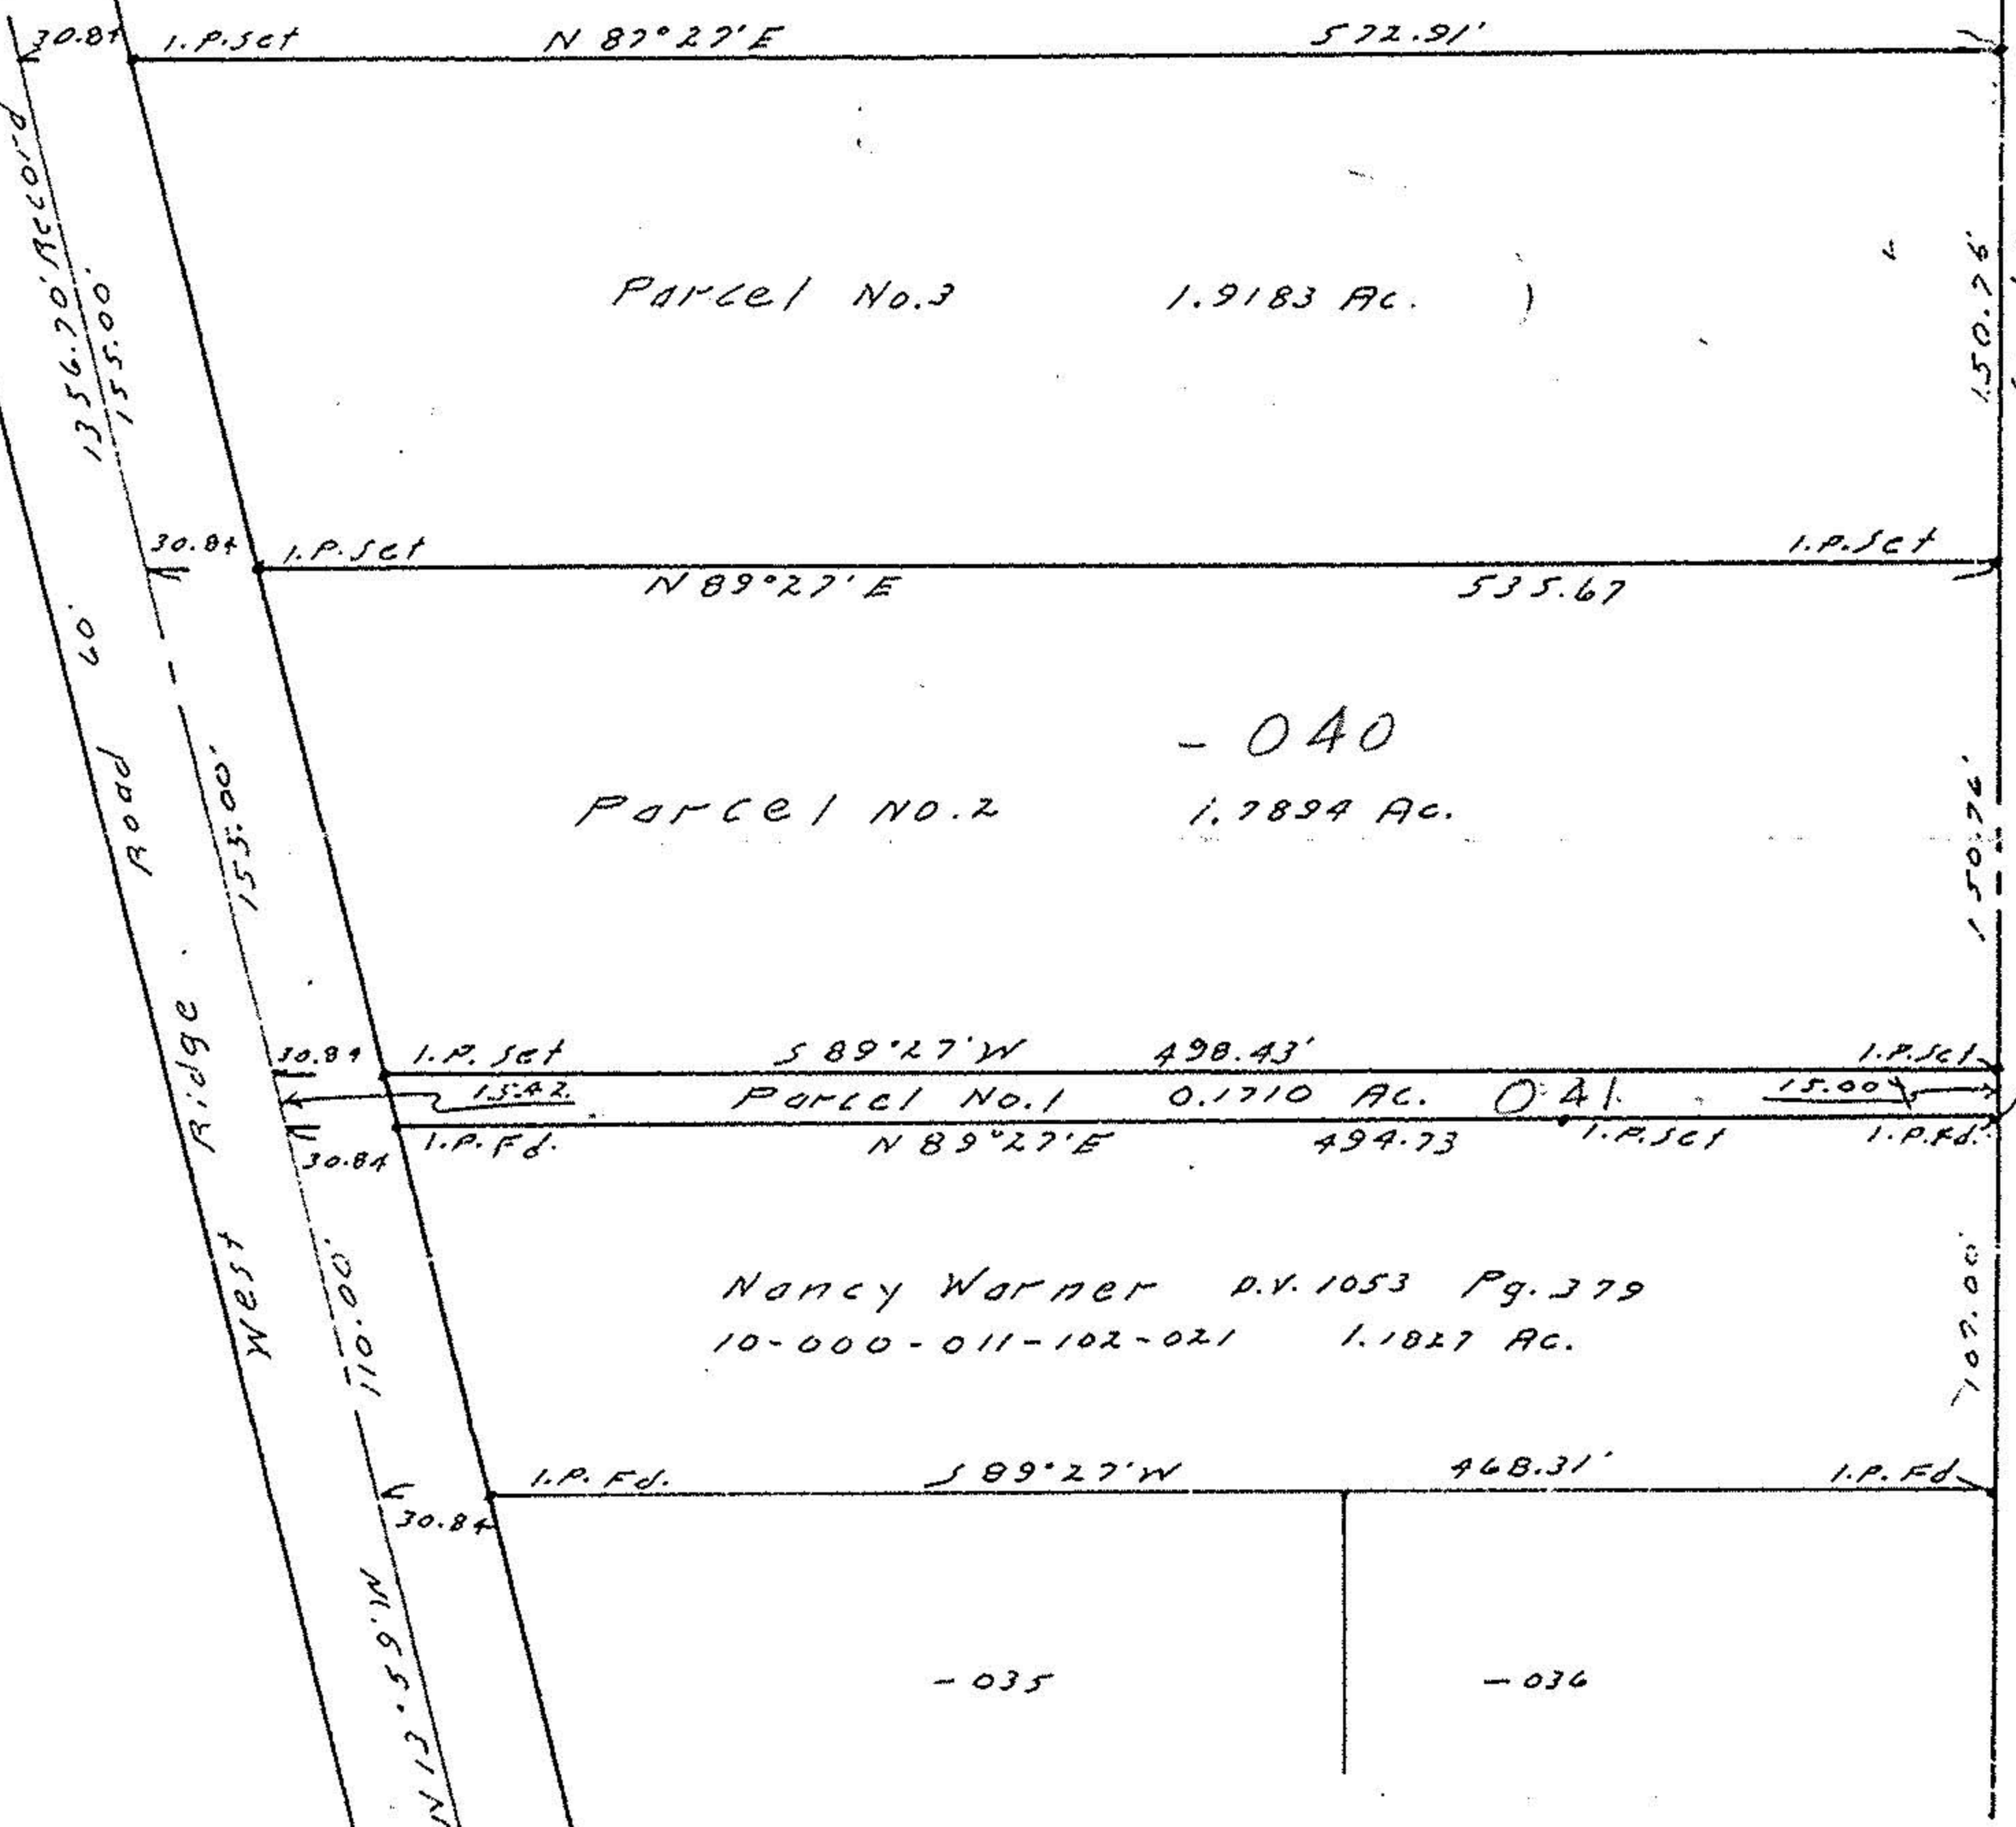 30.84 I.P.Set N 87°27'E 572.91'
1356.70' Record
155.00'
Parcel No.3 1.9183 Ac.
150.76'
30.84 I.P.Set I.P.Set
N 89°27'E 535.67
60'
- 040
Parcel No.2 1.7894 Ac.
155.00'
150.76'
West Ridge Road
30.84 I.P. Set S 89°27'W 498.43' I.P.Set
15.42 Parcel No.1 0.1710 Ac. 041 15.00
30.84 I.P.Fd. N 89°27'E 494.73 I.P.Set I.P.Fd.
110.00'
Nancy Warner D.V. 1053 Pg. 379
10-000-011-102-021 1.1827 Ac.
107.00'
I.P. Fd. S 89°27'W 468.31' I.P. Fd
30.84
N 13°59'W
- 035 - 036